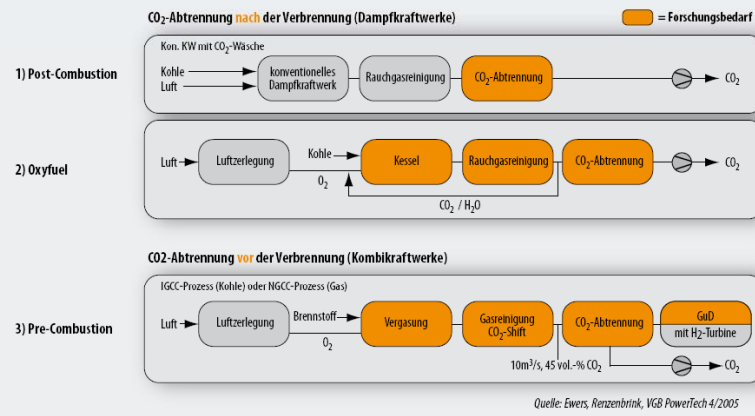 CO₂-Abtrennung nach der Verbrennung (Dampfkraftwerke)
= Forschungsbedarf
1) Post-Combustion
Kon. KW mit CO₂-Wäsche
Kohle
Luft
konventionelles
Dampfkraftwerk
Rauchgasreinigung
CO₂-Abtrennung
CO₂
2) Oxyfuel
Luft
Luftzerlegung
Kohle
O₂
Kessel
Rauchgasreinigung
CO₂-Abtrennung
CO₂
CO₂ / H₂O
CO2-Abtrennung vor der Verbrennung (Kombikraftwerke)
3) Pre-Combustion
IGCC-Prozess (Kohle) oder NGCC-Prozess (Gas)
Luft
Luftzerlegung
Brennstoff
O₂
Vergasung
Gasreinigung
CO₂-Shift
CO₂-Abtrennung
GuD
mit H₂-Turbine
10m³/s, 45 vol.-% CO₂
CO₂
Quelle: Ewers, Renzenbrink, VGB PowerTech 4/2005